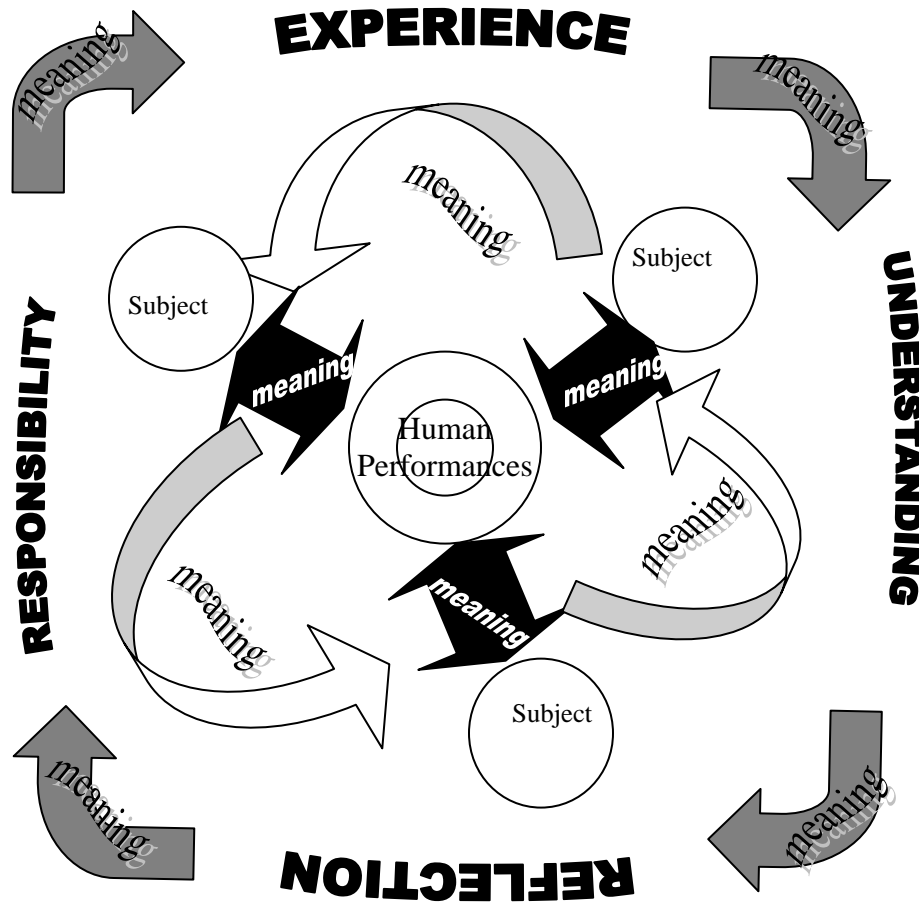 EXPERIENCE
meaning
meaning
meaning
Subject
Subject
UNDERSTANDING
RESPONSIBILITY
meaning
meaning
Human
Performances
meaning
meaning
meaning
Subject
meaning
meaning
REFLECTION